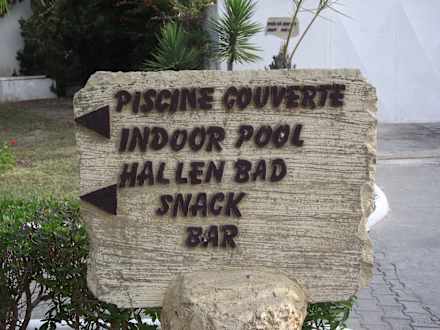 PISCINE COUVERTE
INDOOR POOL
HALLEN BAD
SNACK
BAR